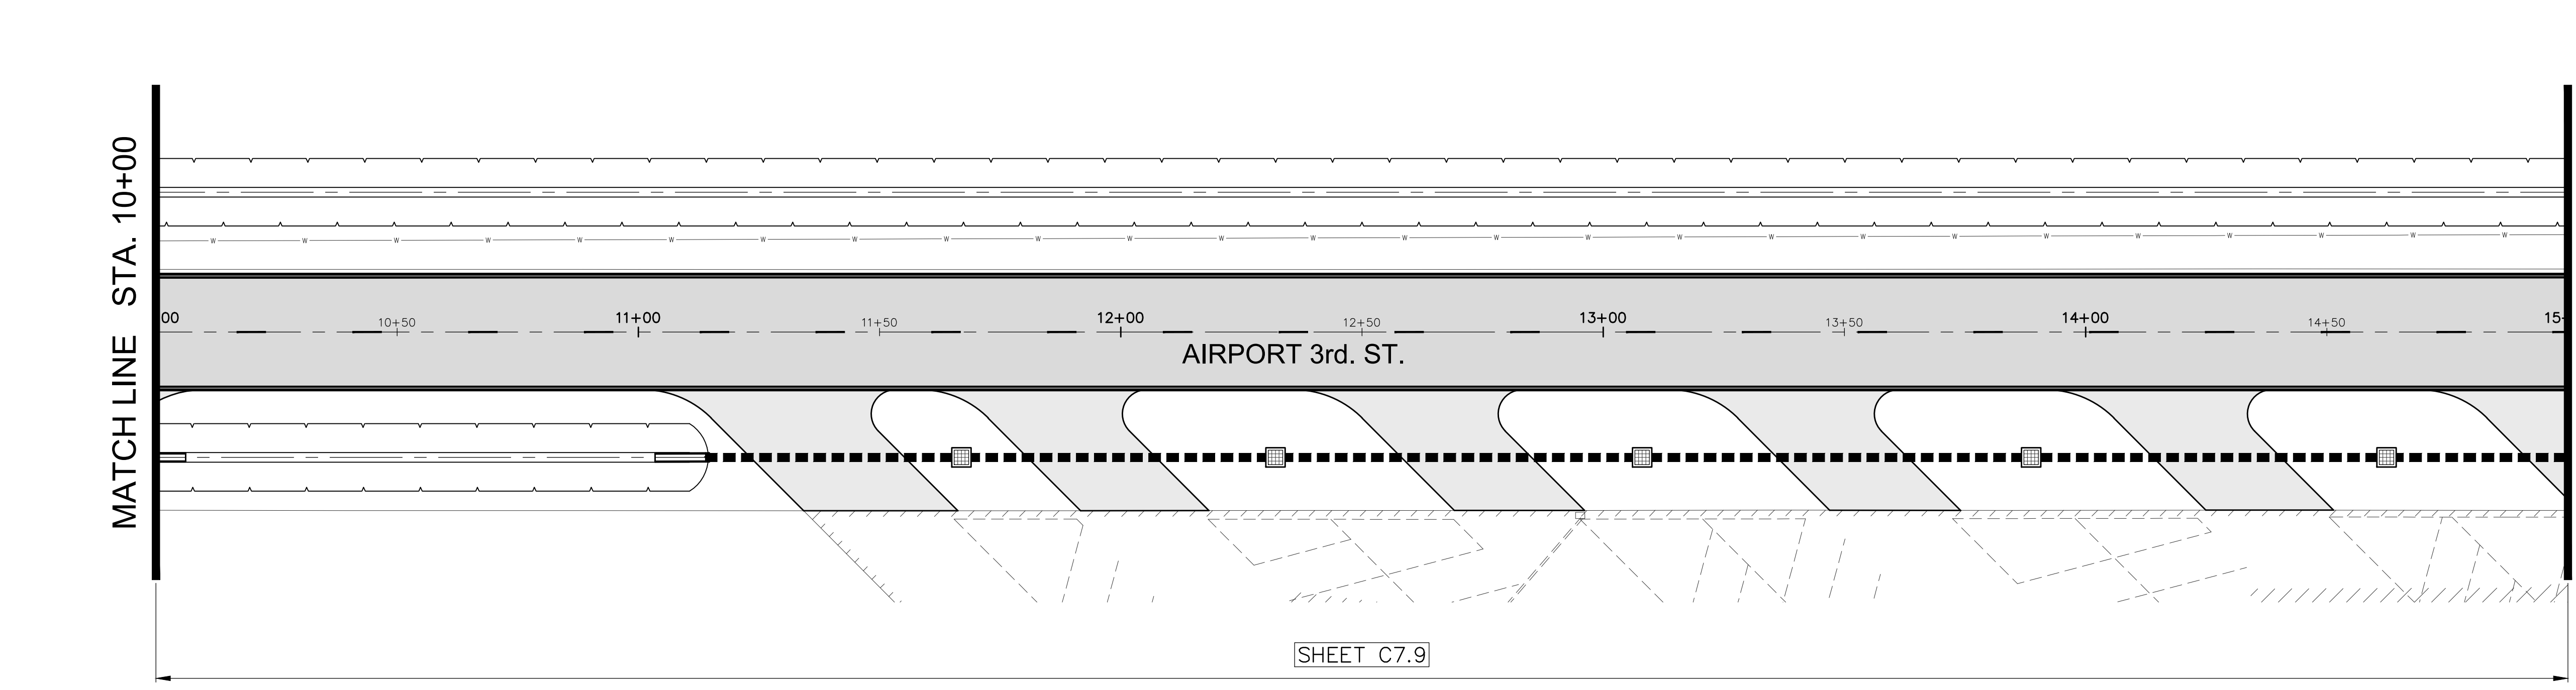 MATCH LINE STA. 10+00
W W W W W W W W W W W W W W W W W W W W W W W W W W
00 10+50 11+00 11+50 12+00 12+50 13+00 13+50 14+00 14+50 15+
AIRPORT 3rd. ST.
SHEET C7.9